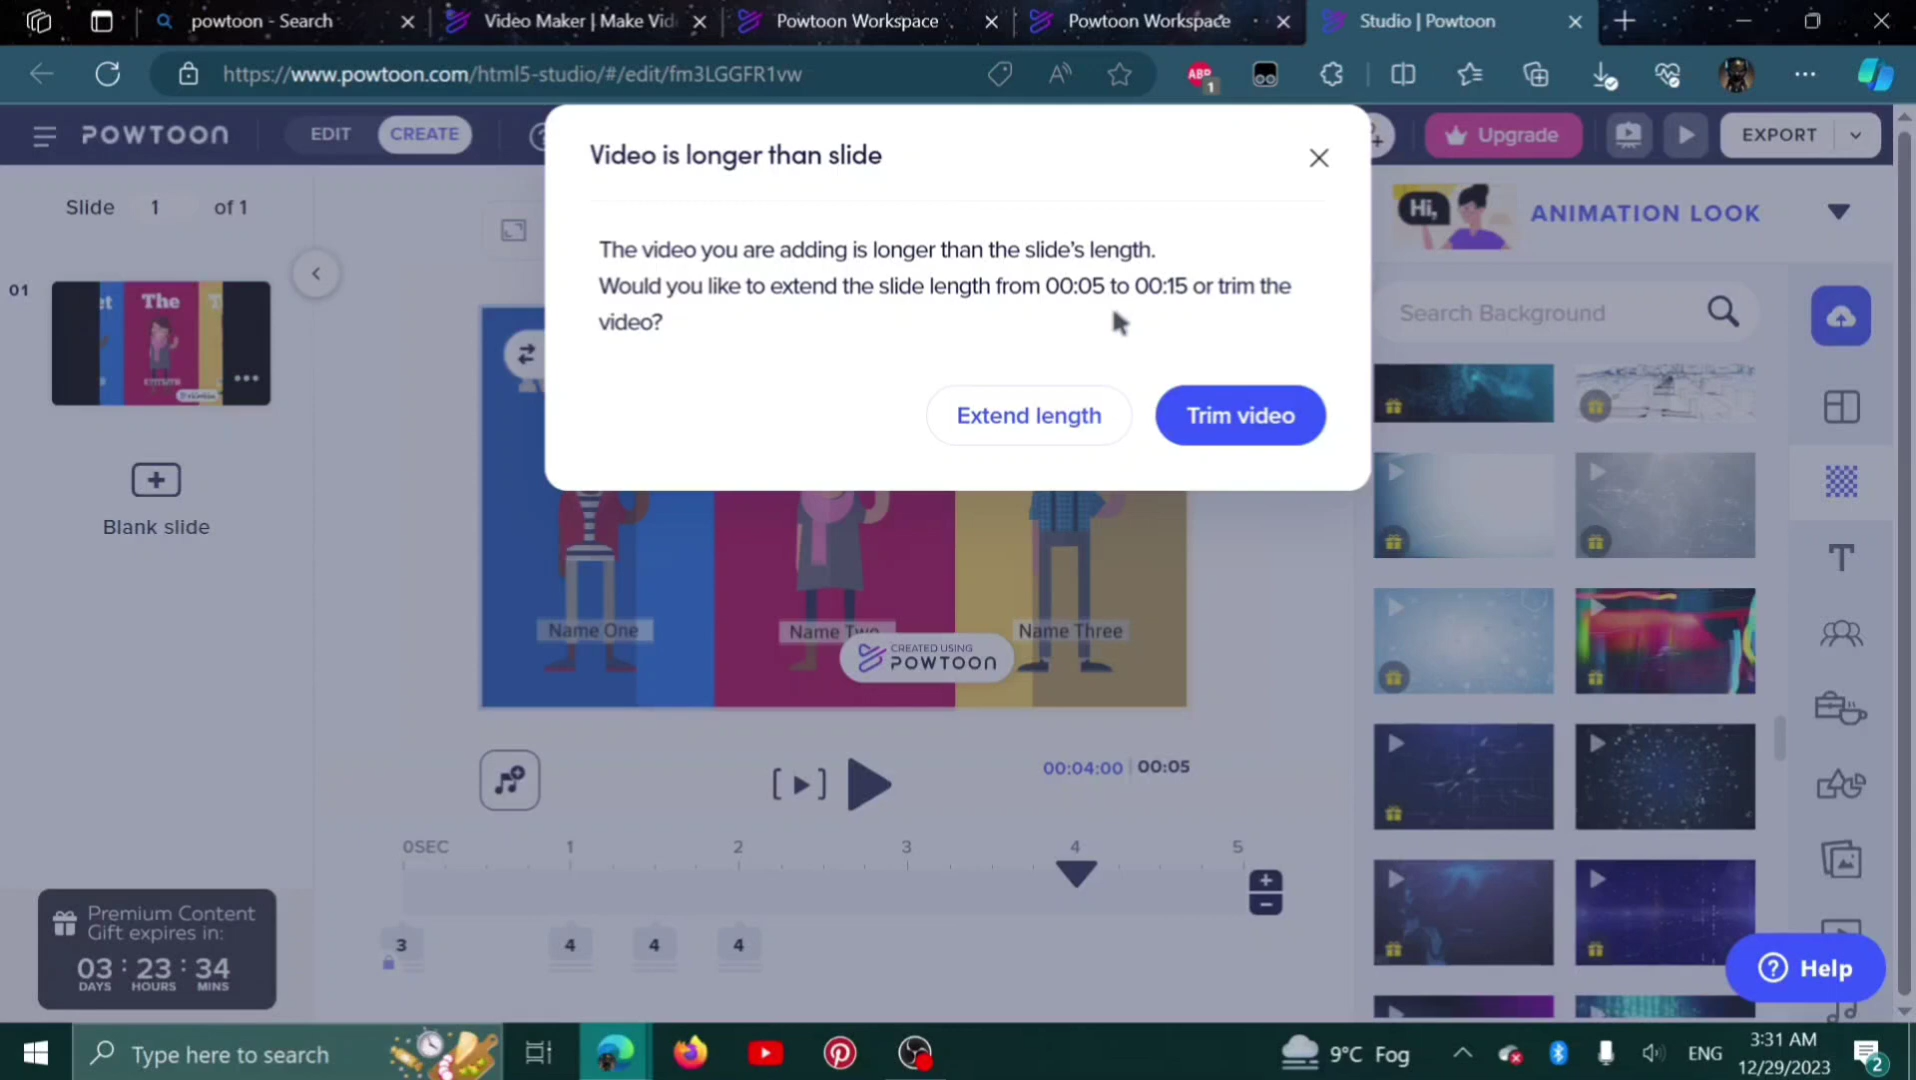 powtoon - Search
Video Maker | Make Vid
Powtoon Workspace
Powtoon Workspace
Studio | Powtoon
https://www.powtoon.com/html5-studio/#/edit/fm3LGGFR1vw
ABP
1
POWTOON
EDIT
CREATE
Upgrade
EXPORT
Video is longer than slide
The video you are adding is longer than the slide's length.
Would you like to extend the slide length from 00:05 to 00:15 or trim the
video?
Extend length
Trim video
Slide 1 of 1
01
The
Blank slide
Hi,
ANIMATION LOOK
Search Background
Name One
Name Two
Name Three
CREATED USING
POWTOON
00:04:00
00:05
0SEC 1 2 3 4 5
3 4 4 4
Premium Content
Gift expires in:
03 : 23 : 34
DAYS HOURS MINS
Help
Type here to search
9°C Fog
ENG
3:31 AM
12/29/2023
2